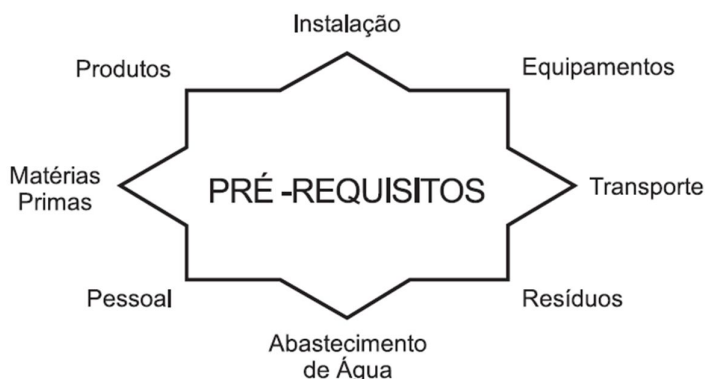 Instalação
Produtos
Equipamentos
Matérias
Primas
PRÉ -REQUISITOS
Transporte
Pessoal
Resíduos
Abastecimento
de Água